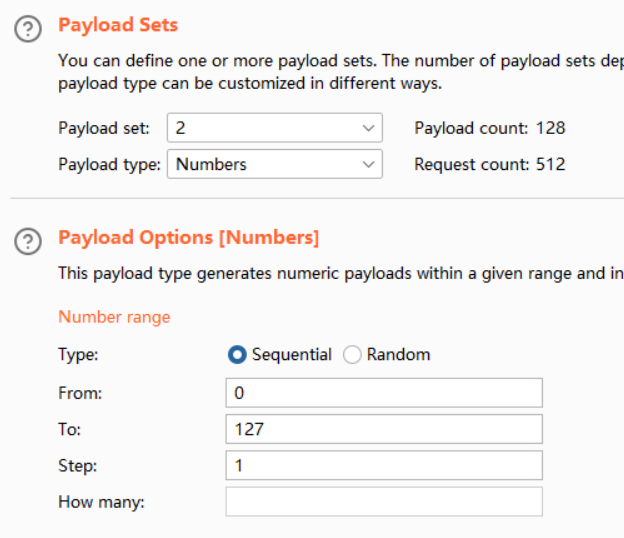 Payload Sets
You can define one or more payload sets. The number of payload sets
payload type can be customized in different ways.
Payload set: 2 Payload count: 128
Payload type: Numbers Request count: 512
Payload Options [Numbers]
This payload type generates numeric payloads within a given range and in
Number range
Type: Sequential Random
From: 0
To: 127
Step: 1
How many: